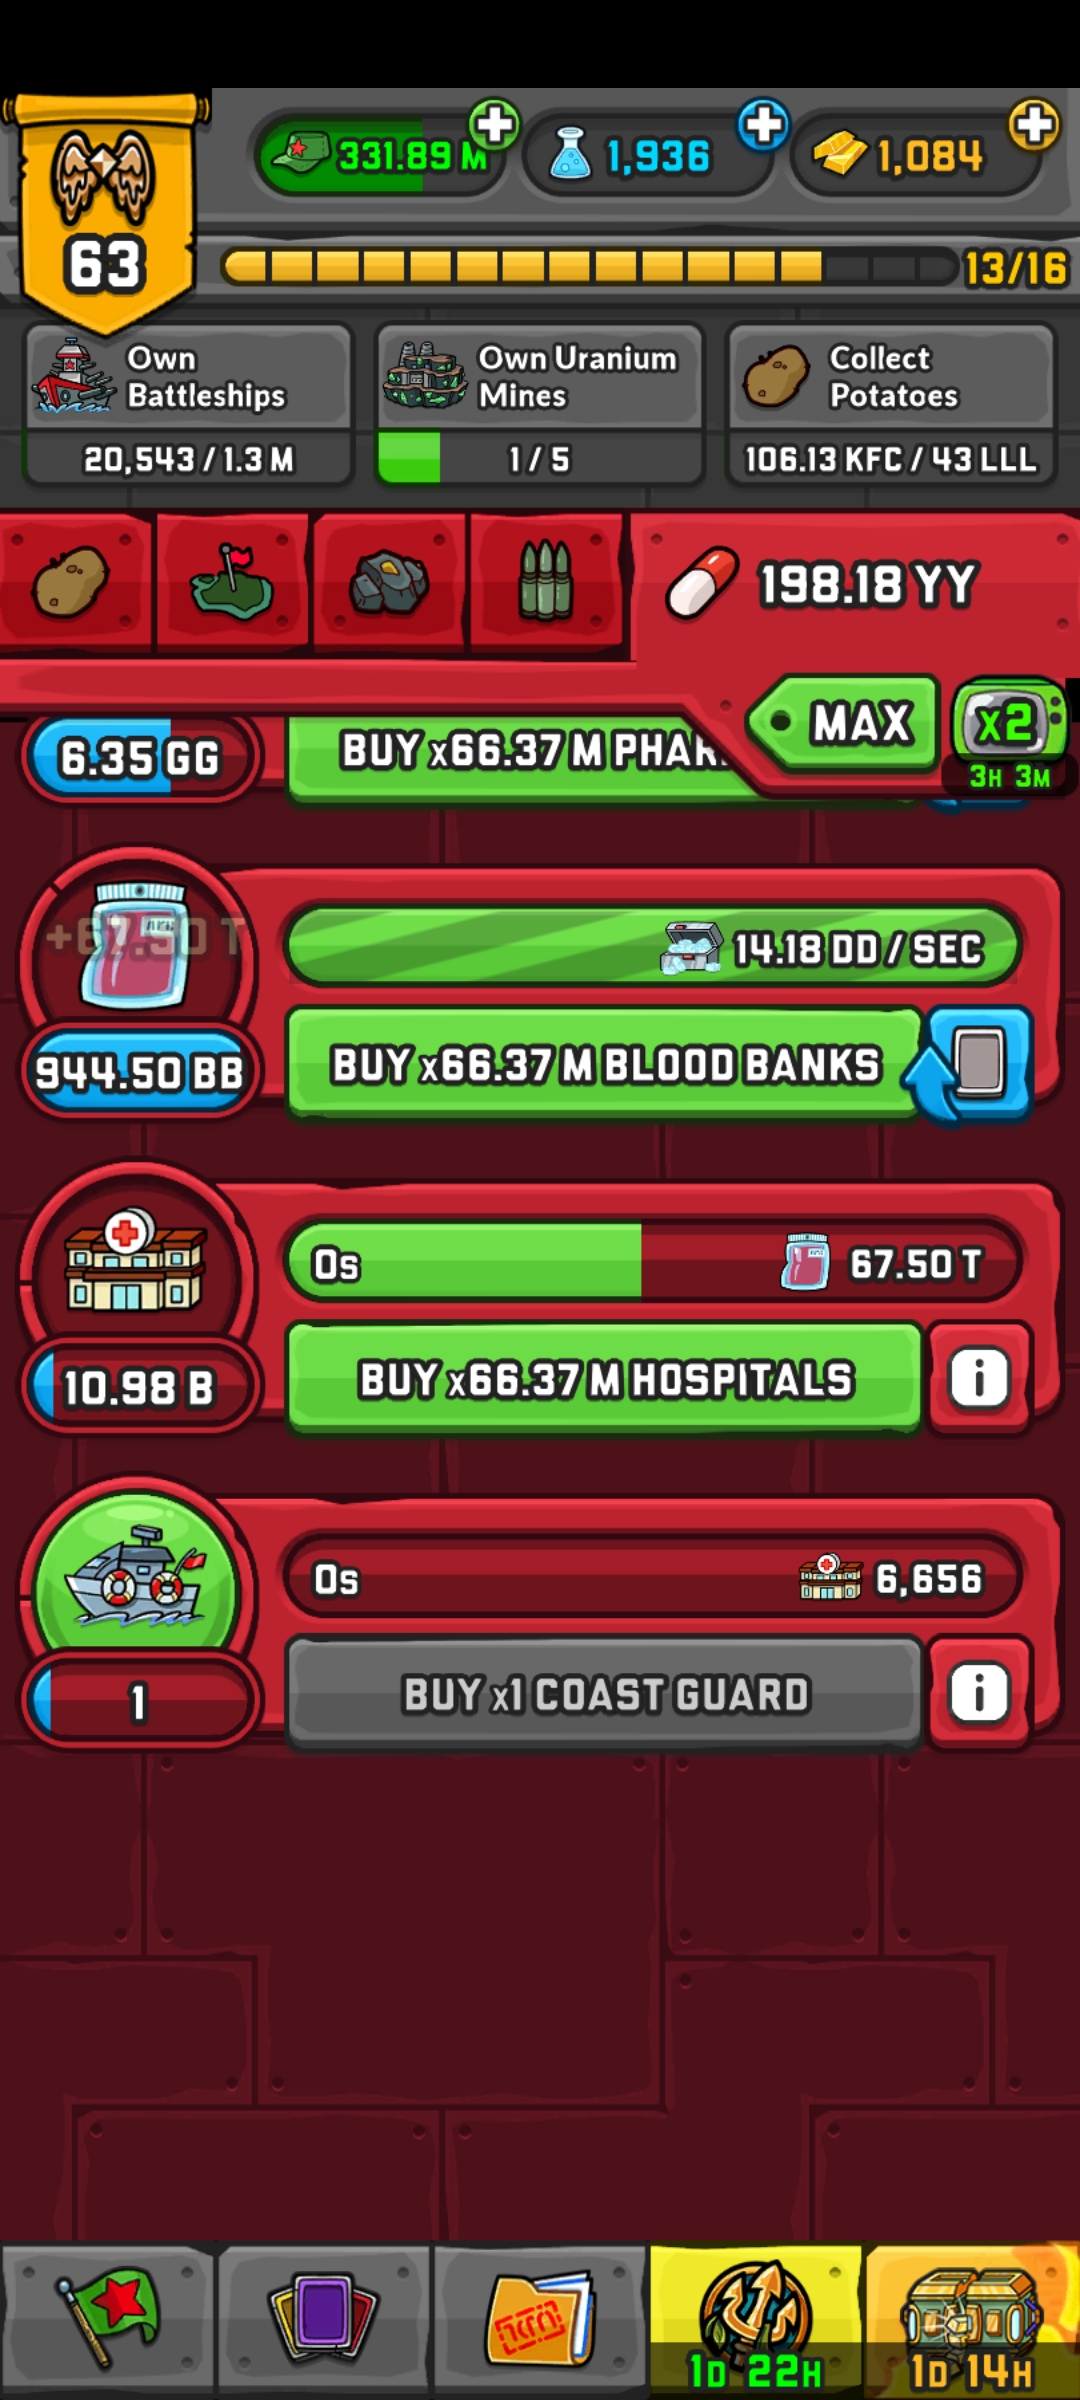 63
331.89 M
1,936
1,084
13/16
Own
Battleships
20,543 / 1.3 M
Own Uranium
Mines
1 / 5
Collect
Potatoes
106.13 KFC / 43 LLL
198.18 YY
MAX
x2
3H 3M
6.35 GG
BUY x66.37 M PHAR
+67.50 T
14.18 DD / SEC
944.50 BB
BUY x66.37 M BLOOD BANKS
0s
67.50 T
10.98 B
BUY x66.37 M HOSPITALS
i
0s
6,656
1
BUY x1 COAST GUARD
i
1D 22H
1D 14H